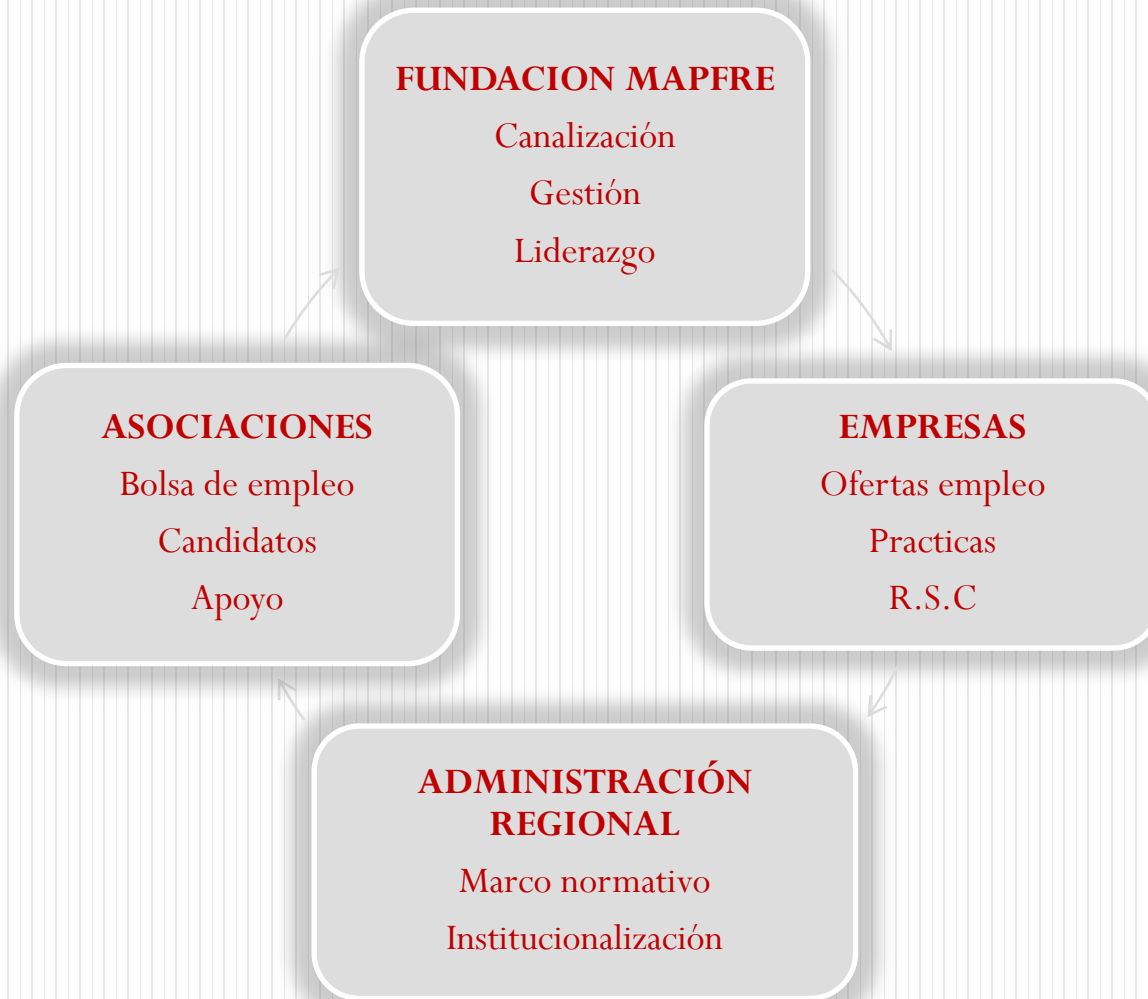 FUNDACION MAPFRE
Canalización
Gestión
Liderazgo
ASOCIACIONES
Bolsa de empleo
Candidatos
Apoyo
EMPRESAS
Ofertas empleo
Practicas
R.S.C
ADMINISTRACIÓN
REGIONAL
Marco normativo
Institucionalización